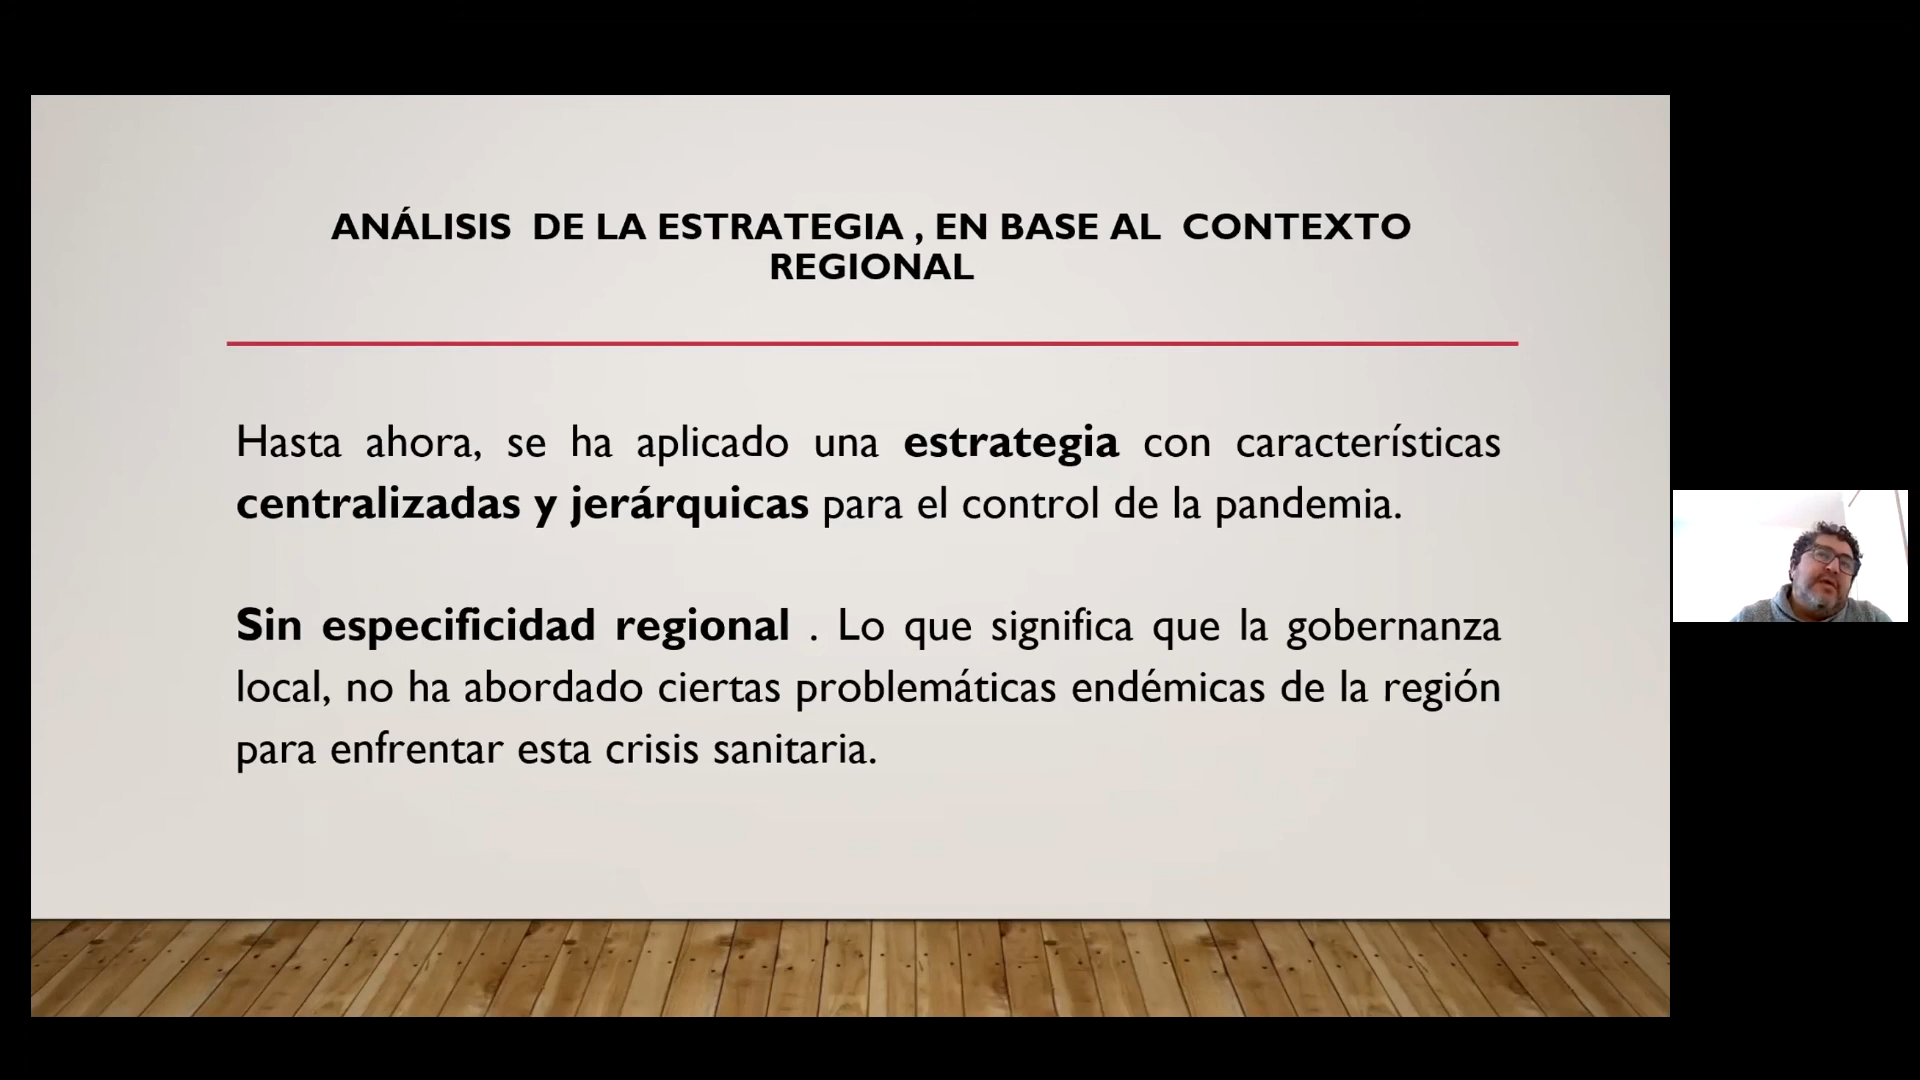 ANÁLISIS  DE LA ESTRATEGIA , EN BASE AL  CONTEXTO
REGIONAL
Hasta ahora, se ha aplicado una estrategia con características
centralizadas y jerárquicas para el control de la pandemia.
Sin especificidad regional . Lo que significa que la gobernanza
local, no ha abordado ciertas problemáticas endémicas de la región
para enfrentar esta crisis sanitaria.